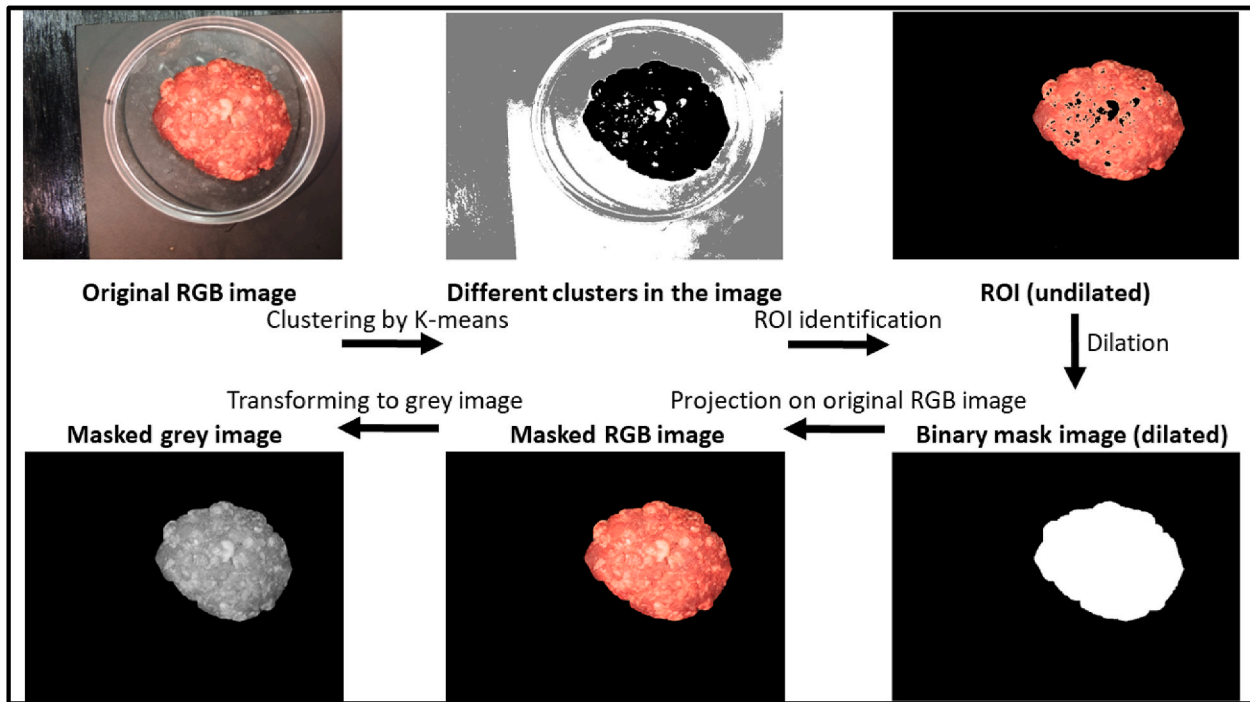 Original RGB image
Different clusters in the image
ROI (undilated)
Clustering by K-means
ROI identification
Dilation
Transforming to grey image
Projection on original RGB image
Masked grey image
Masked RGB image
Binary mask image (dilated)